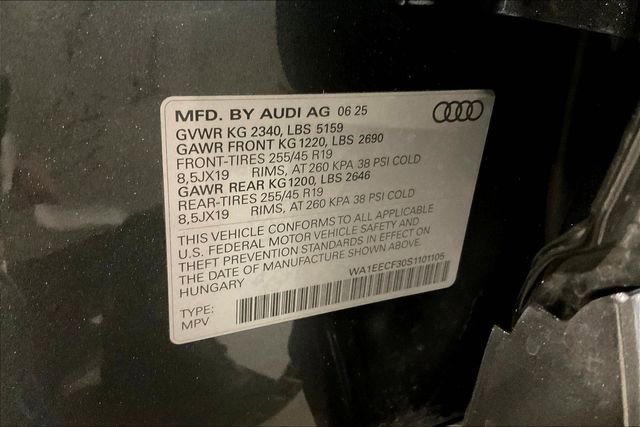 MFD. BY AUDI AG 06 25
GVWR KG 2340, LBS 5159
GAWR FRONT KG 1220, LBS 2690
FRONT-TIRES 255/45 R19
8,5JX19 RIMS, AT 260 KPA 38 PSI COLD
GAWR REAR KG 1200, LBS 2646
REAR-TIRES 255/45 R19
8,5JX19 RIMS, AT 260 KPA 38 PSI COLD
THIS VEHICLE CONFORMS TO ALL APPLICABLE
U.S. FEDERAL MOTOR VEHICLE SAFETY AND
THEFT PREVENTION STANDARDS IN EFFECT ON
THE DATE OF MANUFACTURE SHOWN ABOVE.
HUNGARY WA1EECF30S1101105
TYPE:
MPV